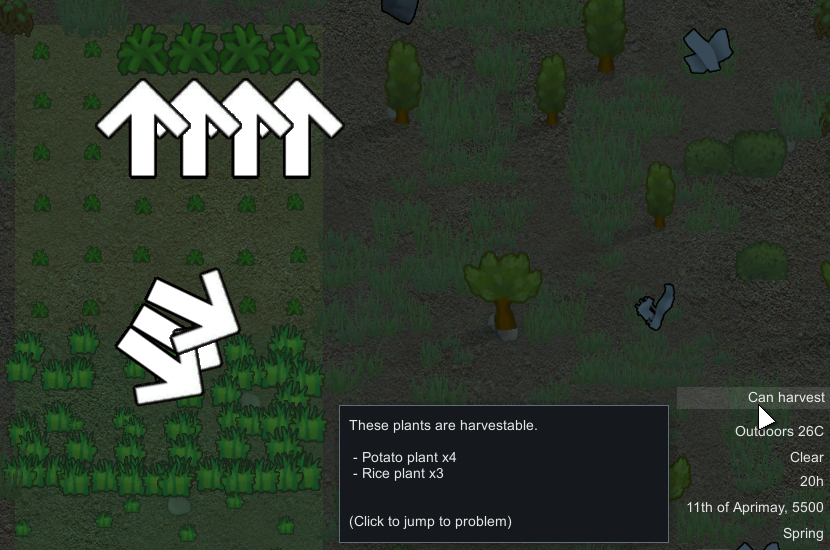 Can harvest
These plants are harvestable.
- Potato plant x4
- Rice plant x3
(Click to jump to problem)
Outdoors 26C
Clear
20h
11th of Aprimay, 5500
Spring